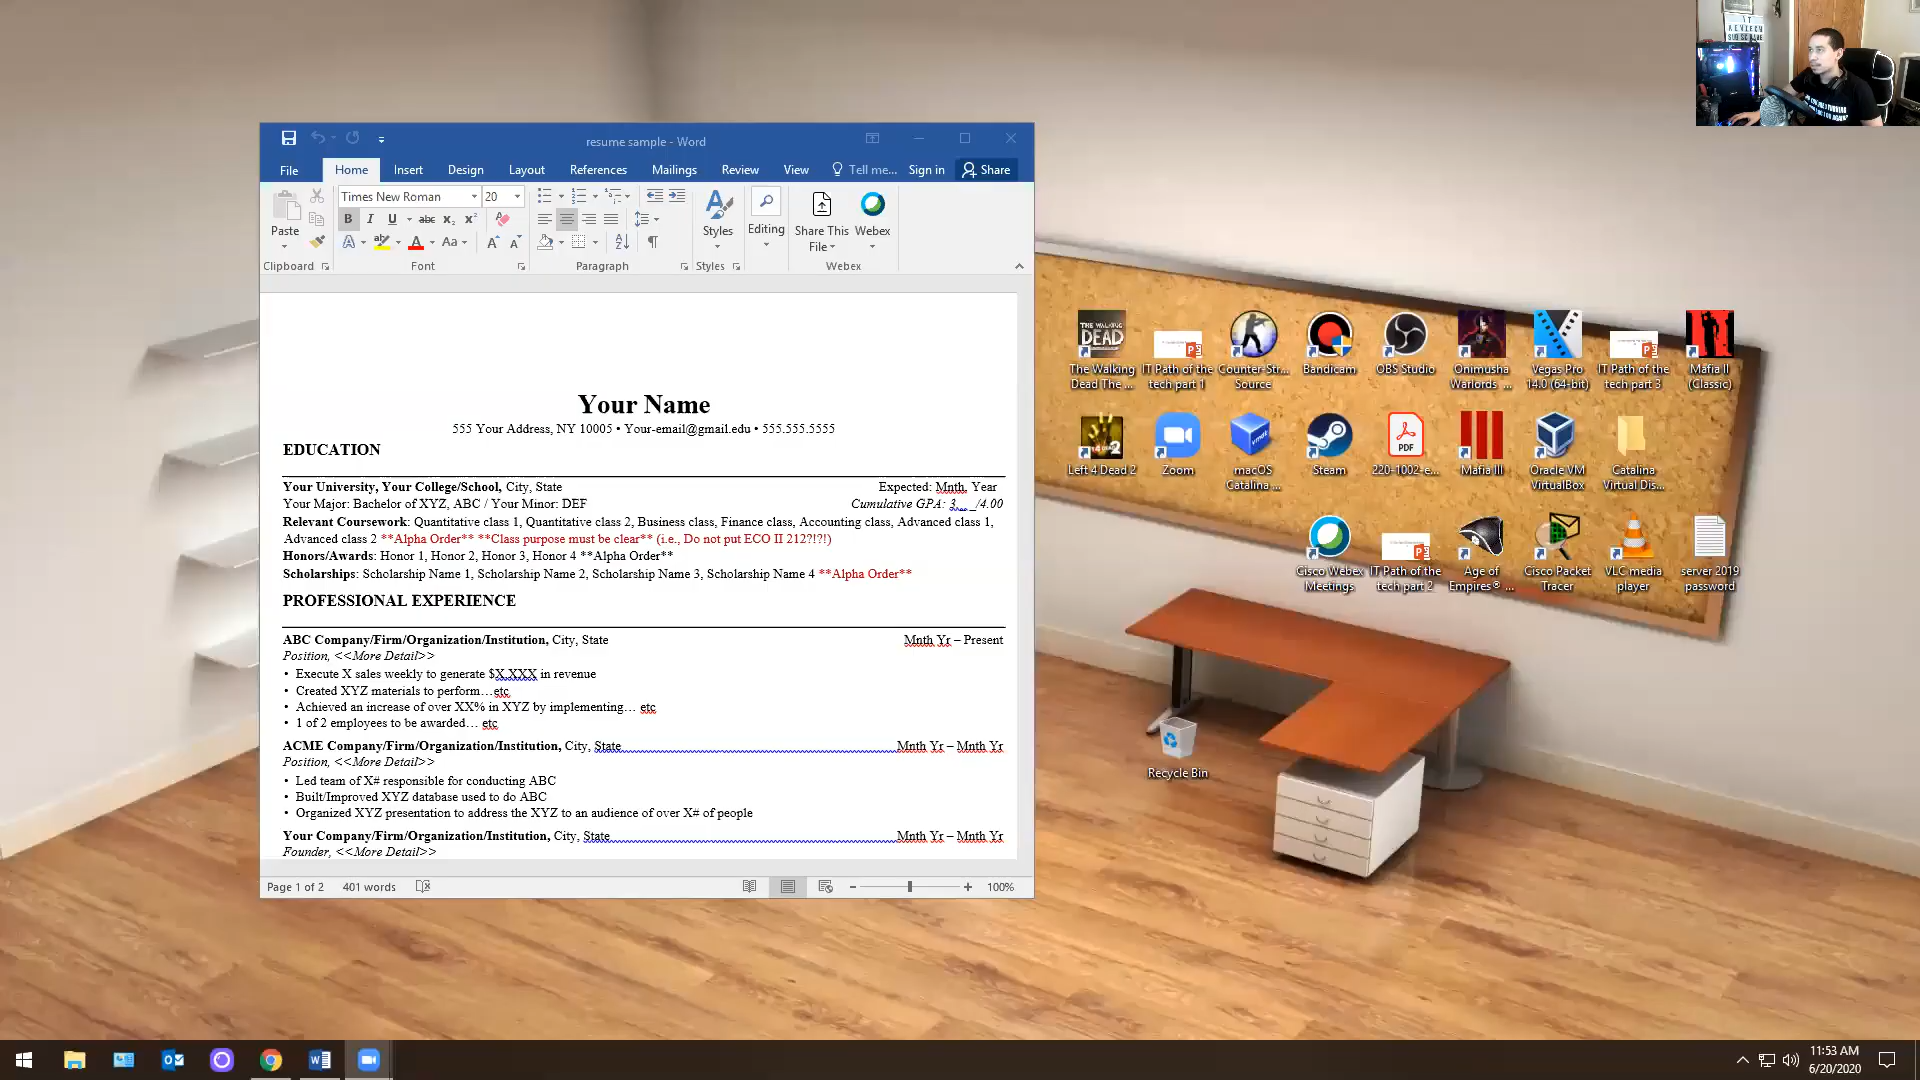 resume sample - Word
File
Home
Insert
Design
Layout
References
Mailings
Review
View
Tell me...
Sign in
Share
Paste
Times New Roman
20
Styles
Editing
Share This File
Webex
Clipboard
Font
Paragraph
Styles
Webex
Your Name
555 Your Address, NY 10005 • Your-email@gmail.edu • 555.555.5555
EDUCATION
Your University, Your College/School, City, State Expected: Mnth, Year
Your Major: Bachelor of XYZ, ABC / Your Minor: DEF Cumulative GPA: 3.__/4.00
Relevant Coursework: Quantitative class 1, Quantitative class 2, Business class, Finance class, Accounting class, Advanced class 1,
Advanced class 2 **Alpha Order** **Class purpose must be clear** (i.e., Do not put ECO II 212?!?!)
Honors/Awards: Honor 1, Honor 2, Honor 3, Honor 4 **Alpha Order**
Scholarships: Scholarship Name 1, Scholarship Name 2, Scholarship Name 3, Scholarship Name 4 **Alpha Order**
PROFESSIONAL EXPERIENCE
ABC Company/Firm/Organization/Institution, City, State Mnth Yr – Present
Position, <<More Detail>>
• Execute X sales weekly to generate $X,XXX in revenue
• Created XYZ materials to perform…etc
• Achieved an increase of over XX% in XYZ by implementing… etc
• 1 of 2 employees to be awarded… etc
ACME Company/Firm/Organization/Institution, City, State Mnth Yr – Mnth Yr
Position, <<More Detail>>
• Led team of X# responsible for conducting ABC
• Built/Improved XYZ database used to do ABC
• Organized XYZ presentation to address the XYZ to an audience of over X# of people
Your Company/Firm/Organization/Institution, City, State Mnth Yr – Mnth Yr
Founder, <<More Detail>>
Page 1 of 2
401 words
100%
The Walking Dead The ...
IT Path of the tech part 1
Counter-Str... Source
Bandicam
OBS Studio
Onimusha Warlords ...
Vegas Pro 14.0 (64-bit)
IT Path of the tech part 3
Mafia II (Classic)
Left 4 Dead 2
Zoom
macOS Catalina ...
Steam
220-1002-e...
Mafia III
Oracle VM VirtualBox
Catalina Virtual Dis...
Cisco Webex Meetings
IT Path of the tech part 2
Age of Empires® ...
Cisco Packet Tracer
VLC media player
server 2019 password
Recycle Bin
11:53 AM
6/20/2020